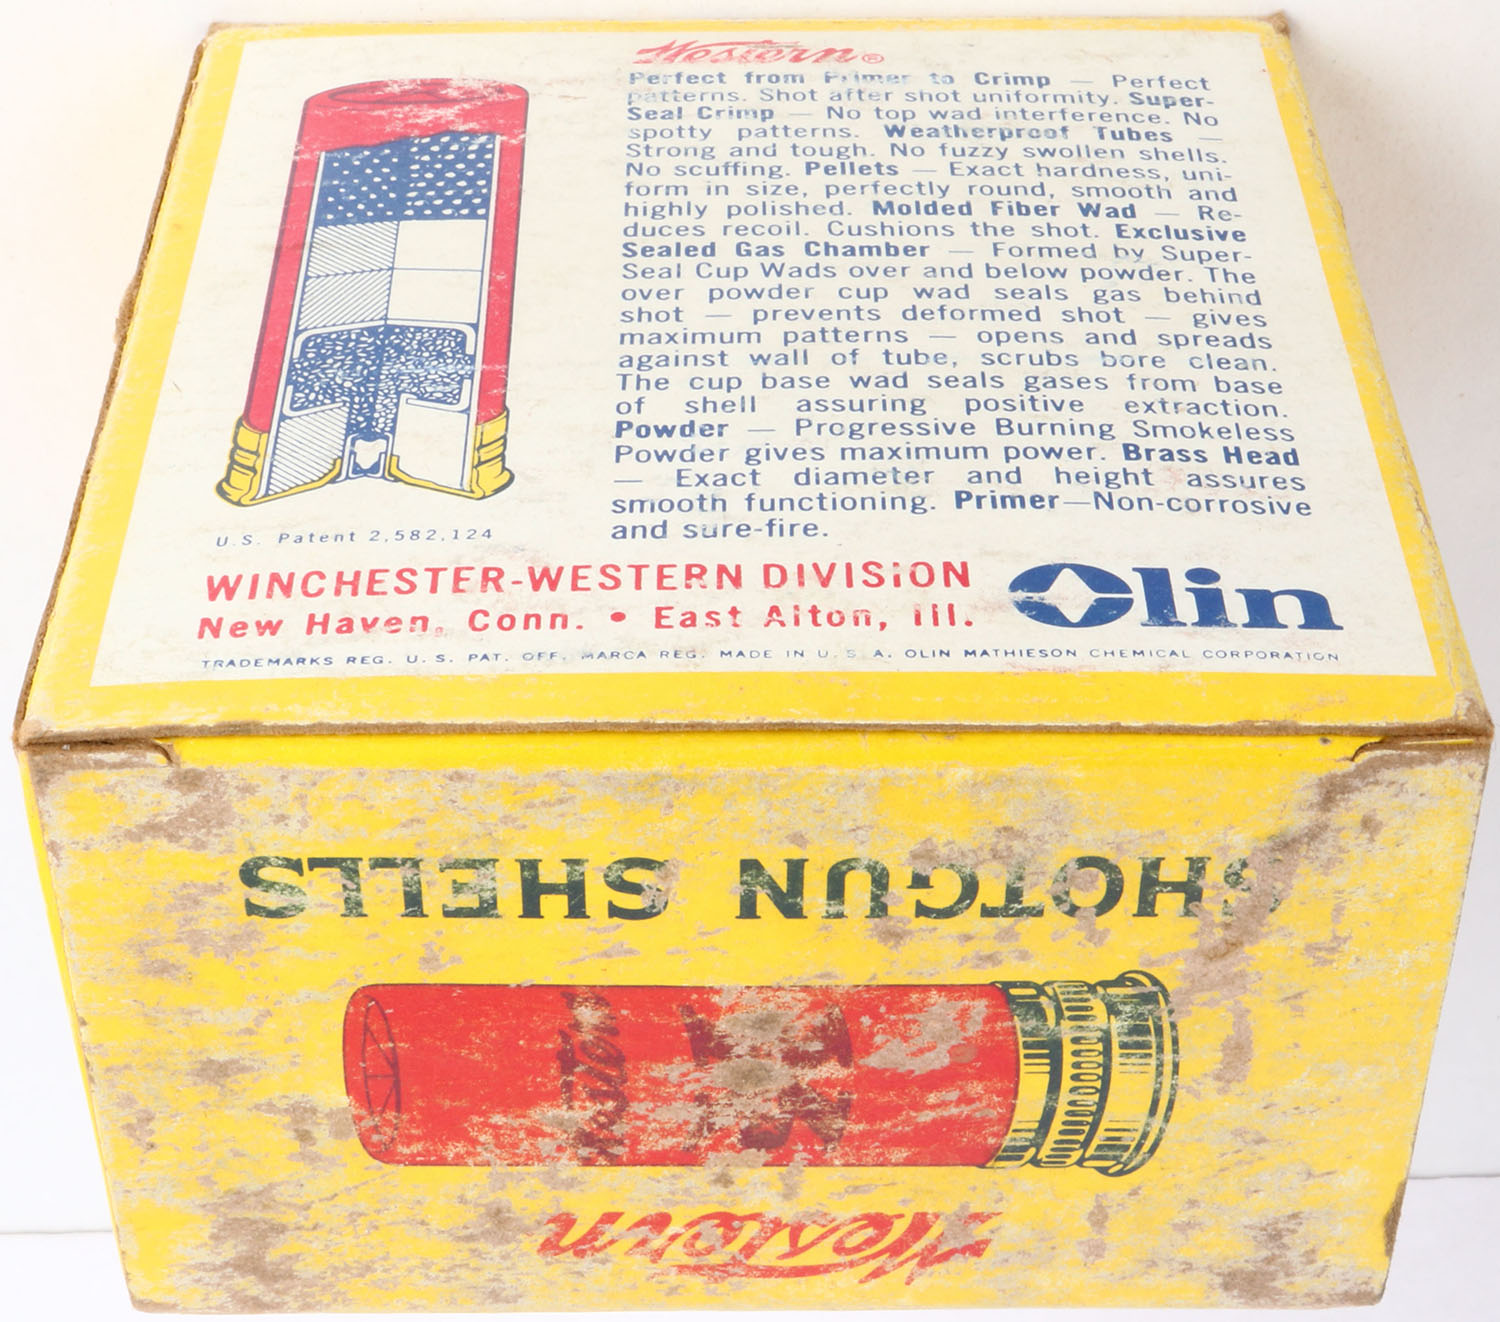 Western®
Perfect from Primer to Crimp — Perfect
patterns. Shot after shot uniformity. Super-
Seal Crimp — No top wad interference. No
spotty patterns. Weatherproof Tubes —
Strong and tough. No fuzzy swollen shells.
No scuffing. Pellets — Exact hardness, uni-
form in size, perfectly round, smooth and
highly polished. Molded Fiber Wad — Re-
duces recoil. Cushions the shot. Exclusive
Sealed Gas Chamber — Formed by Super-
Seal Cup Wads over and below powder. The
over powder cup wad seals gas behind
shot — prevents deformed shot — gives
maximum patterns — opens and spreads
against wall of tube, scrubs bore clean.
The cup base wad seals gases from base
of shell assuring positive extraction.
Powder — Progressive Burning Smokeless
Powder gives maximum power. Brass Head
— Exact diameter and height assures
smooth functioning. Primer—Non-corrosive
and sure-fire.
U.S. Patent 2,582,124
WINCHESTER-WESTERN DIVISION
New Haven, Conn. • East Alton, Ill.
Olin
TRADEMARKS REG. U. S. PAT. OFF. MARCA REG. MADE IN U. S. A. OLIN MATHIESON CHEMICAL CORPORATION
SHOTGUN SHELLS
Western
Western